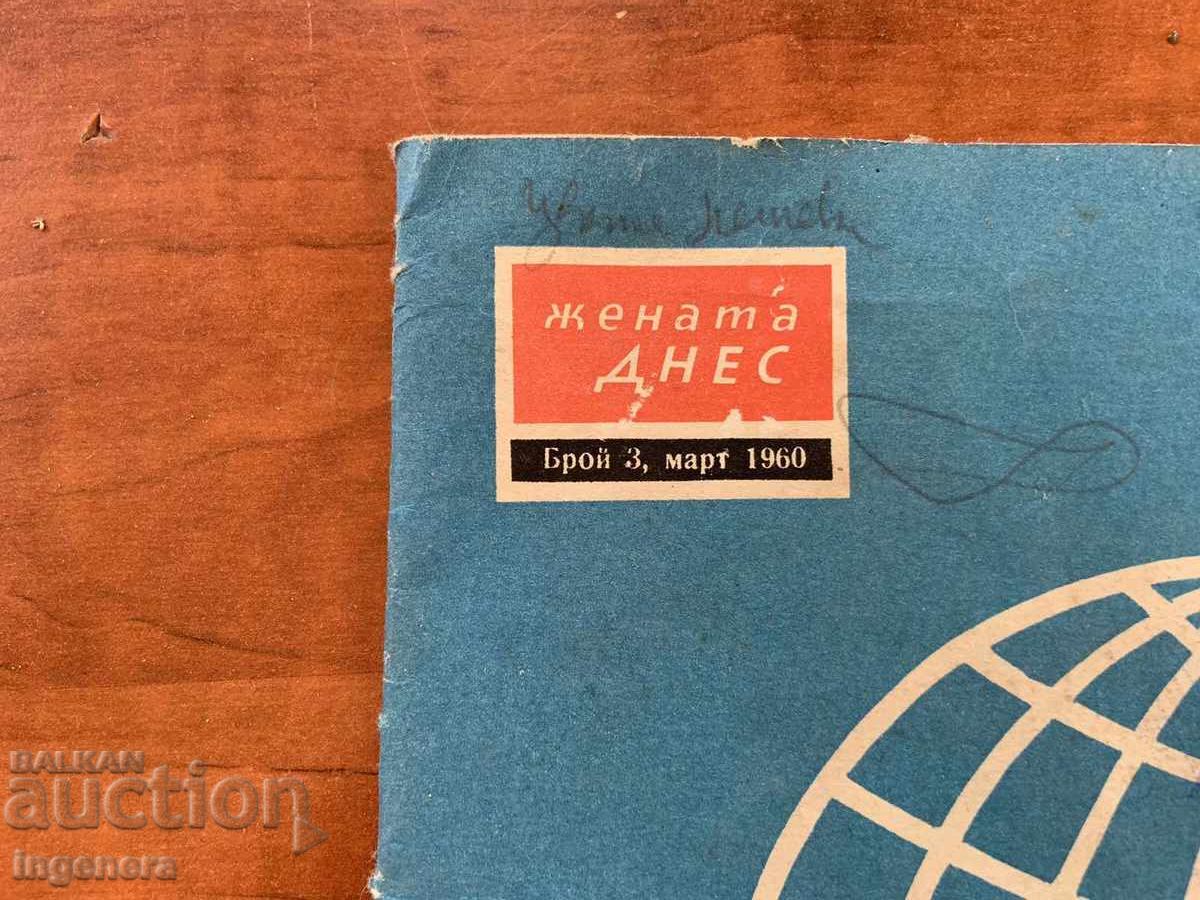 жената
ДНЕС
Брой 3, март 1960
BALKAN
auction
ingenera